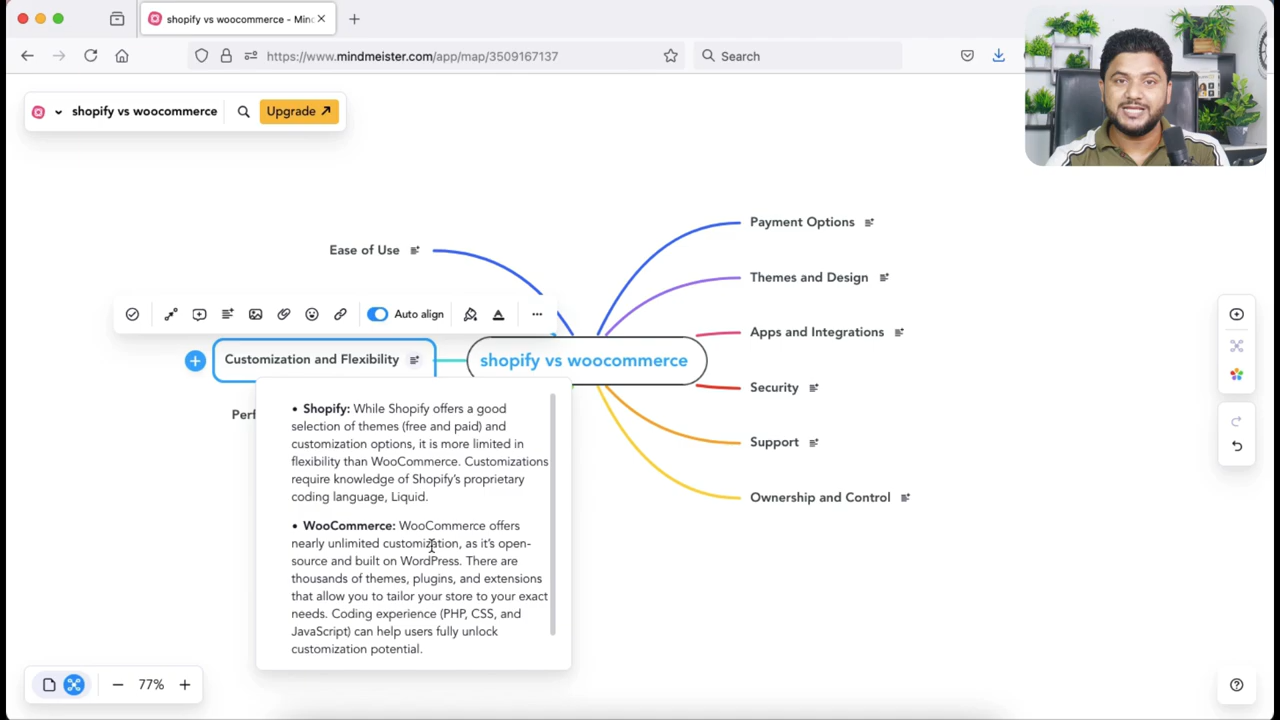 shopify vs woocommerce - Minc
https://www.mindmeister.com/app/map/3509167137
Search
shopify vs woocommerce
Upgrade
Payment Options
Ease of Use
Themes and Design
Auto align
Apps and Integrations
Customization and Flexibility
shopify vs woocommerce
Security
Perf
• Shopify: While Shopify offers a good
selection of themes (free and paid) and
customization options, it is more limited in
flexibility than WooCommerce. Customizations
require knowledge of Shopify's proprietary
coding language, Liquid.
Support
Ownership and Control
• WooCommerce: WooCommerce offers
nearly unlimited customization, as it's open-
source and built on WordPress. There are
thousands of themes, plugins, and extensions
that allow you to tailor your store to your exact
needs. Coding experience (PHP, CSS, and
JavaScript) can help users fully unlock
customization potential.
77%